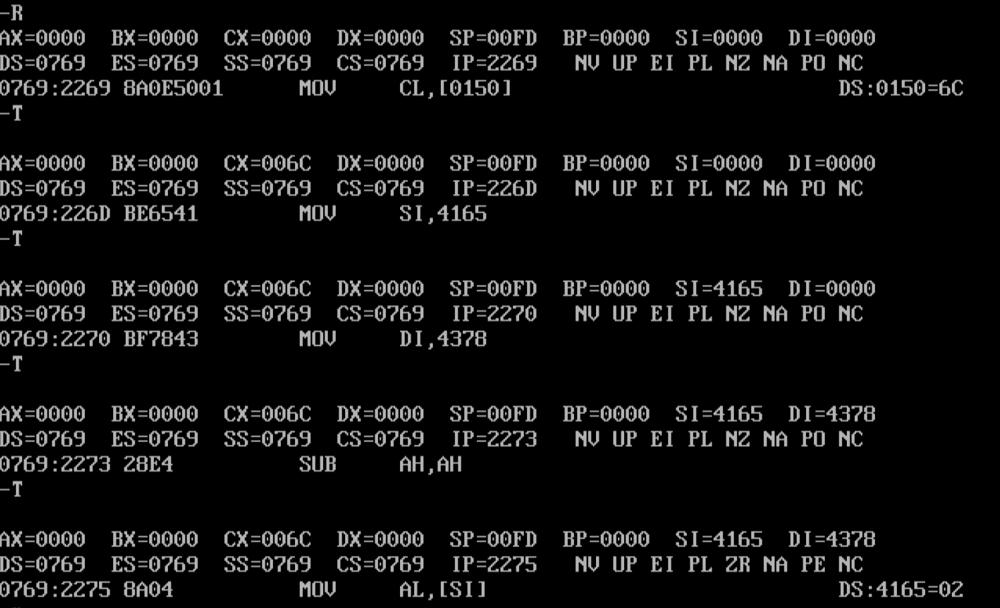 -R
AX=0000  BX=0000  CX=0000  DX=0000  SP=00FD  BP=0000  SI=0000  DI=0000
DS=0769  ES=0769  SS=0769  CS=0769  IP=2269   NV UP EI PL NZ NA PO NC
0769:2269 8A0E5001      MOV     CL,[0150]                          DS:0150=6C
-T
AX=0000  BX=0000  CX=006C  DX=0000  SP=00FD  BP=0000  SI=0000  DI=0000
DS=0769  ES=0769  SS=0769  CS=0769  IP=226D   NV UP EI PL NZ NA PO NC
0769:226D BE6541        MOV     SI,4165
-T
AX=0000  BX=0000  CX=006C  DX=0000  SP=00FD  BP=0000  SI=4165  DI=0000
DS=0769  ES=0769  SS=0769  CS=0769  IP=2270   NV UP EI PL NZ NA PO NC
0769:2270 BF7843        MOV     DI,4378
-T
AX=0000  BX=0000  CX=006C  DX=0000  SP=00FD  BP=0000  SI=4165  DI=4378
DS=0769  ES=0769  SS=0769  CS=0769  IP=2273   NV UP EI PL NZ NA PO NC
0769:2273 28E4          SUB     AH,AH
-T
AX=0000  BX=0000  CX=006C  DX=0000  SP=00FD  BP=0000  SI=4165  DI=4378
DS=0769  ES=0769  SS=0769  CS=0769  IP=2275   NV UP EI PL ZR NA PE NC
0769:2275 8A04          MOV     AL,[SI]                            DS:4165=02